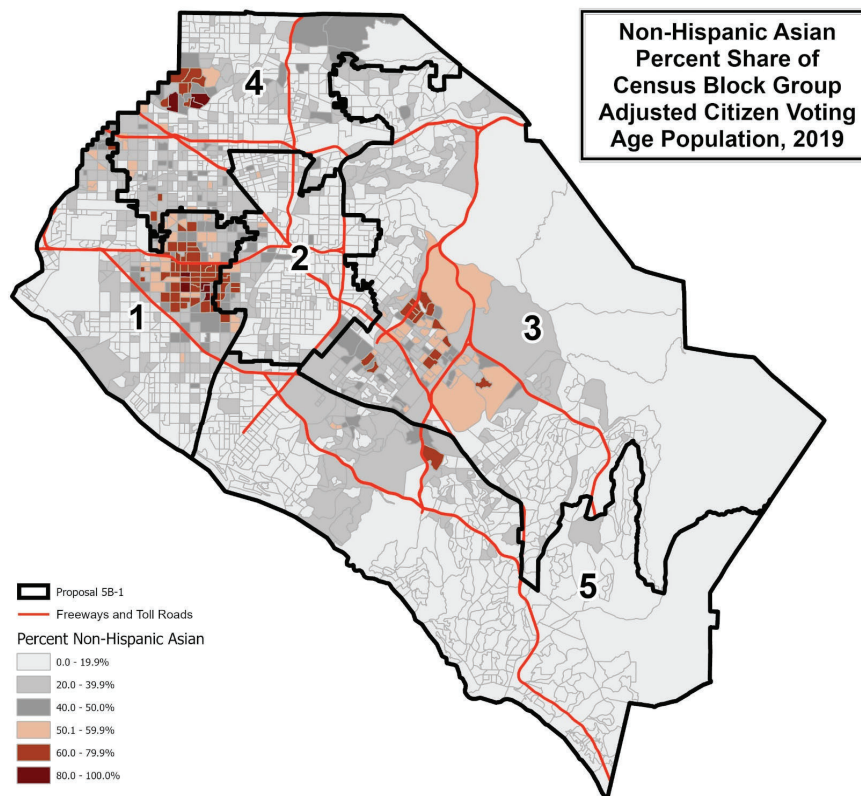 Non-Hispanic Asian
Percent Share of
Census Block Group
Adjusted Citizen Voting
Age Population, 2019
4
2
1
3
5
Proposal 5B-1
Freeways and Toll Roads
Percent Non-Hispanic Asian
0.0 - 19.9%
20.0 - 39.9%
40.0 - 50.0%
50.1 - 59.9%
60.0 - 79.9%
80.0 - 100.0%